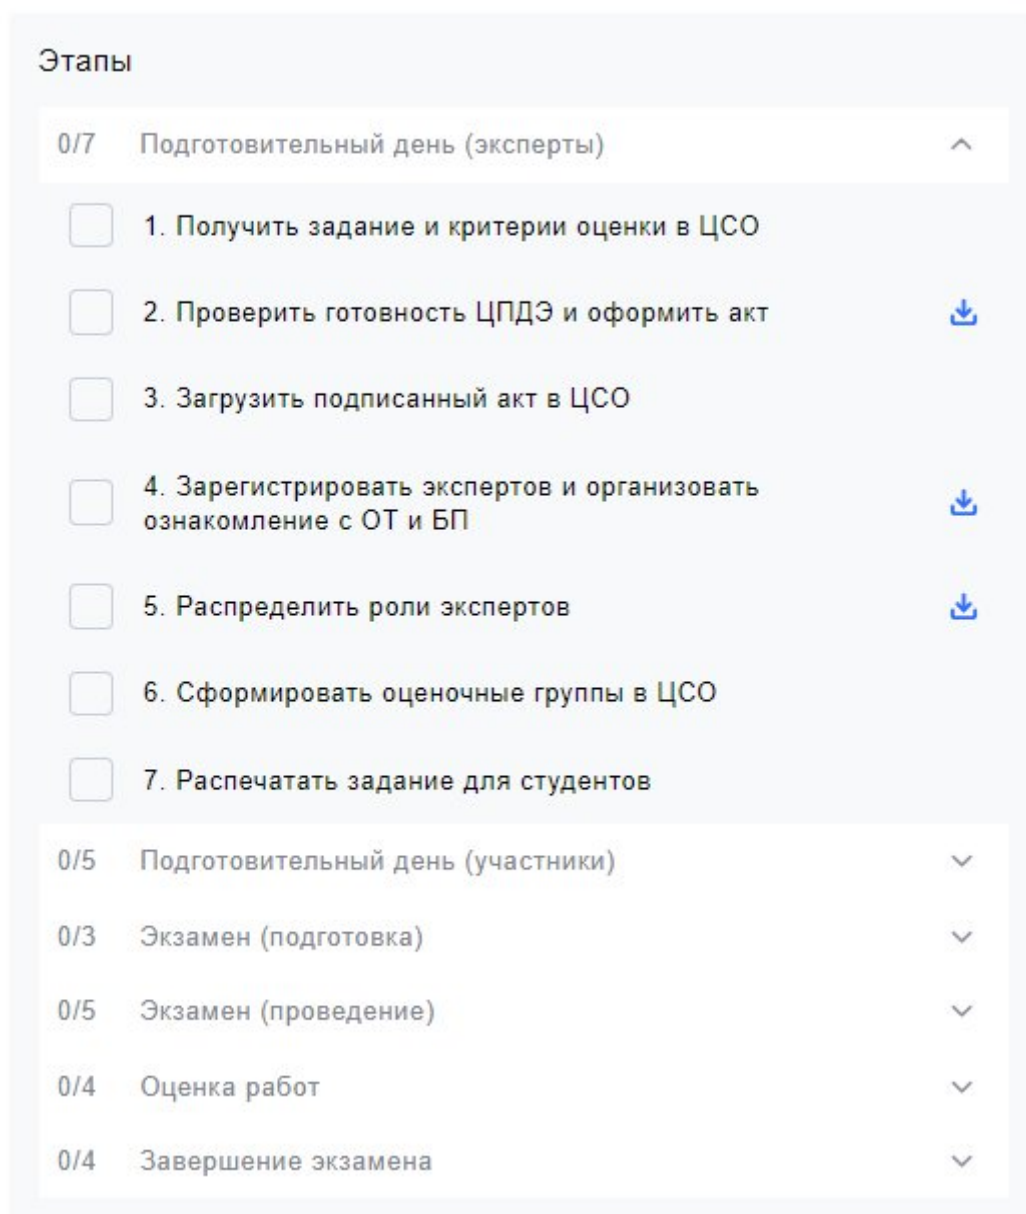 Этапы
0/7 Подготовительный день (эксперты)
1. Получить задание и критерии оценки в ЦСО
2. Проверить готовность ЦПДЭ и оформить акт
3. Загрузить подписанный акт в ЦСО
4. Зарегистрировать экспертов и организовать
ознакомление с ОТ и БП
5. Распределить роли экспертов
6. Сформировать оценочные группы в ЦСО
7. Распечатать задание для студентов
0/5 Подготовительный день (участники)
0/3 Экзамен (подготовка)
0/5 Экзамен (проведение)
0/4 Оценка работ
0/4 Завершение экзамена